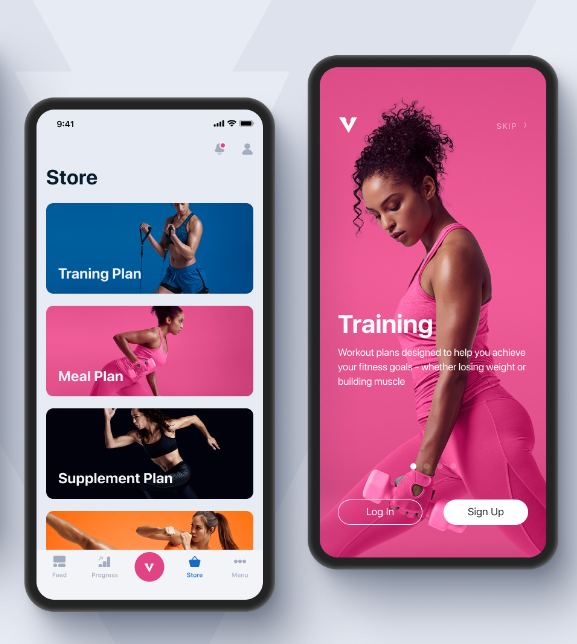 9:41
Store
Traning Plan
Meal Plan
Supplement Plan
Feed
Progress
Store
Menu
SKIP
Training
Workout plans designed to help you achieve
your fitness goals - whether losing weight or
building muscle
Log In
Sign Up